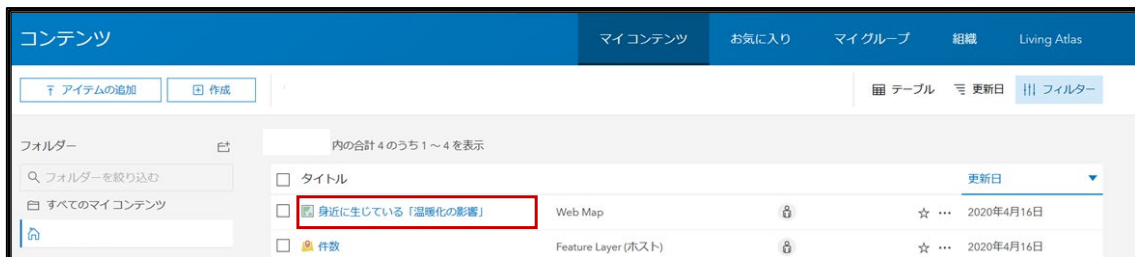 コンテンツ マイ コンテンツ お気に入り マイ グループ 組織 Living Atlas
アイテムの追加 作成 テーブル 更新日 フィルター
フォルダー 内の合計 4 のうち 1 ～ 4 を表示
フォルダーを絞り込む タイトル 更新日
すべてのマイ コンテンツ 身近に生じている「温暖化の影響」 Web Map 2020年4月16日
件数 Feature Layer (ホスト) 2020年4月16日